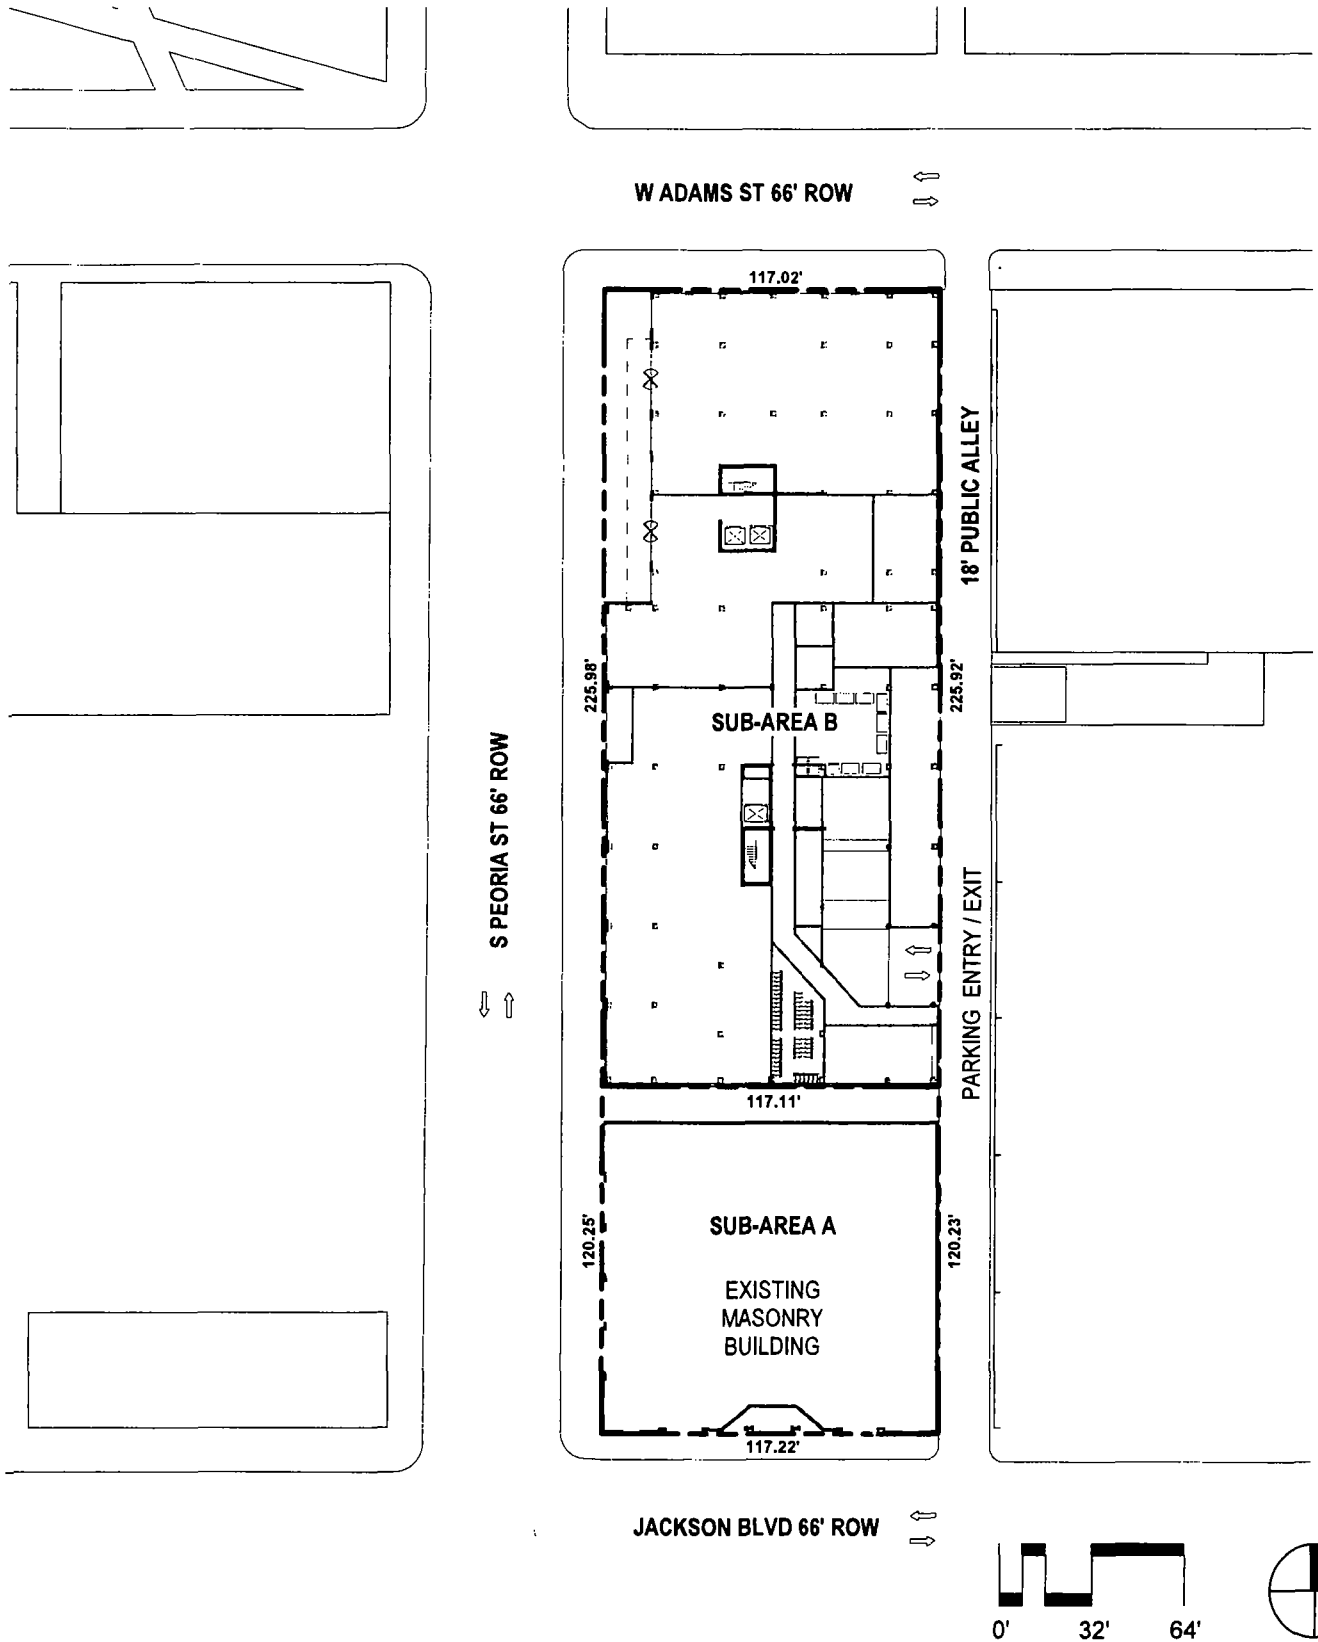 W ADAMS ST 66' ROW
117.02'
18' PUBLIC ALLEY
225.98'
225.92'
SUB-AREA B
S PEORIA ST 66' ROW
PARKING ENTRY / EXIT
117.11'
120.25'
SUB-AREA A
120.23'
EXISTING
MASONRY
BUILDING
117.22'
JACKSON BLVD 66' ROW
0' 32' 64'